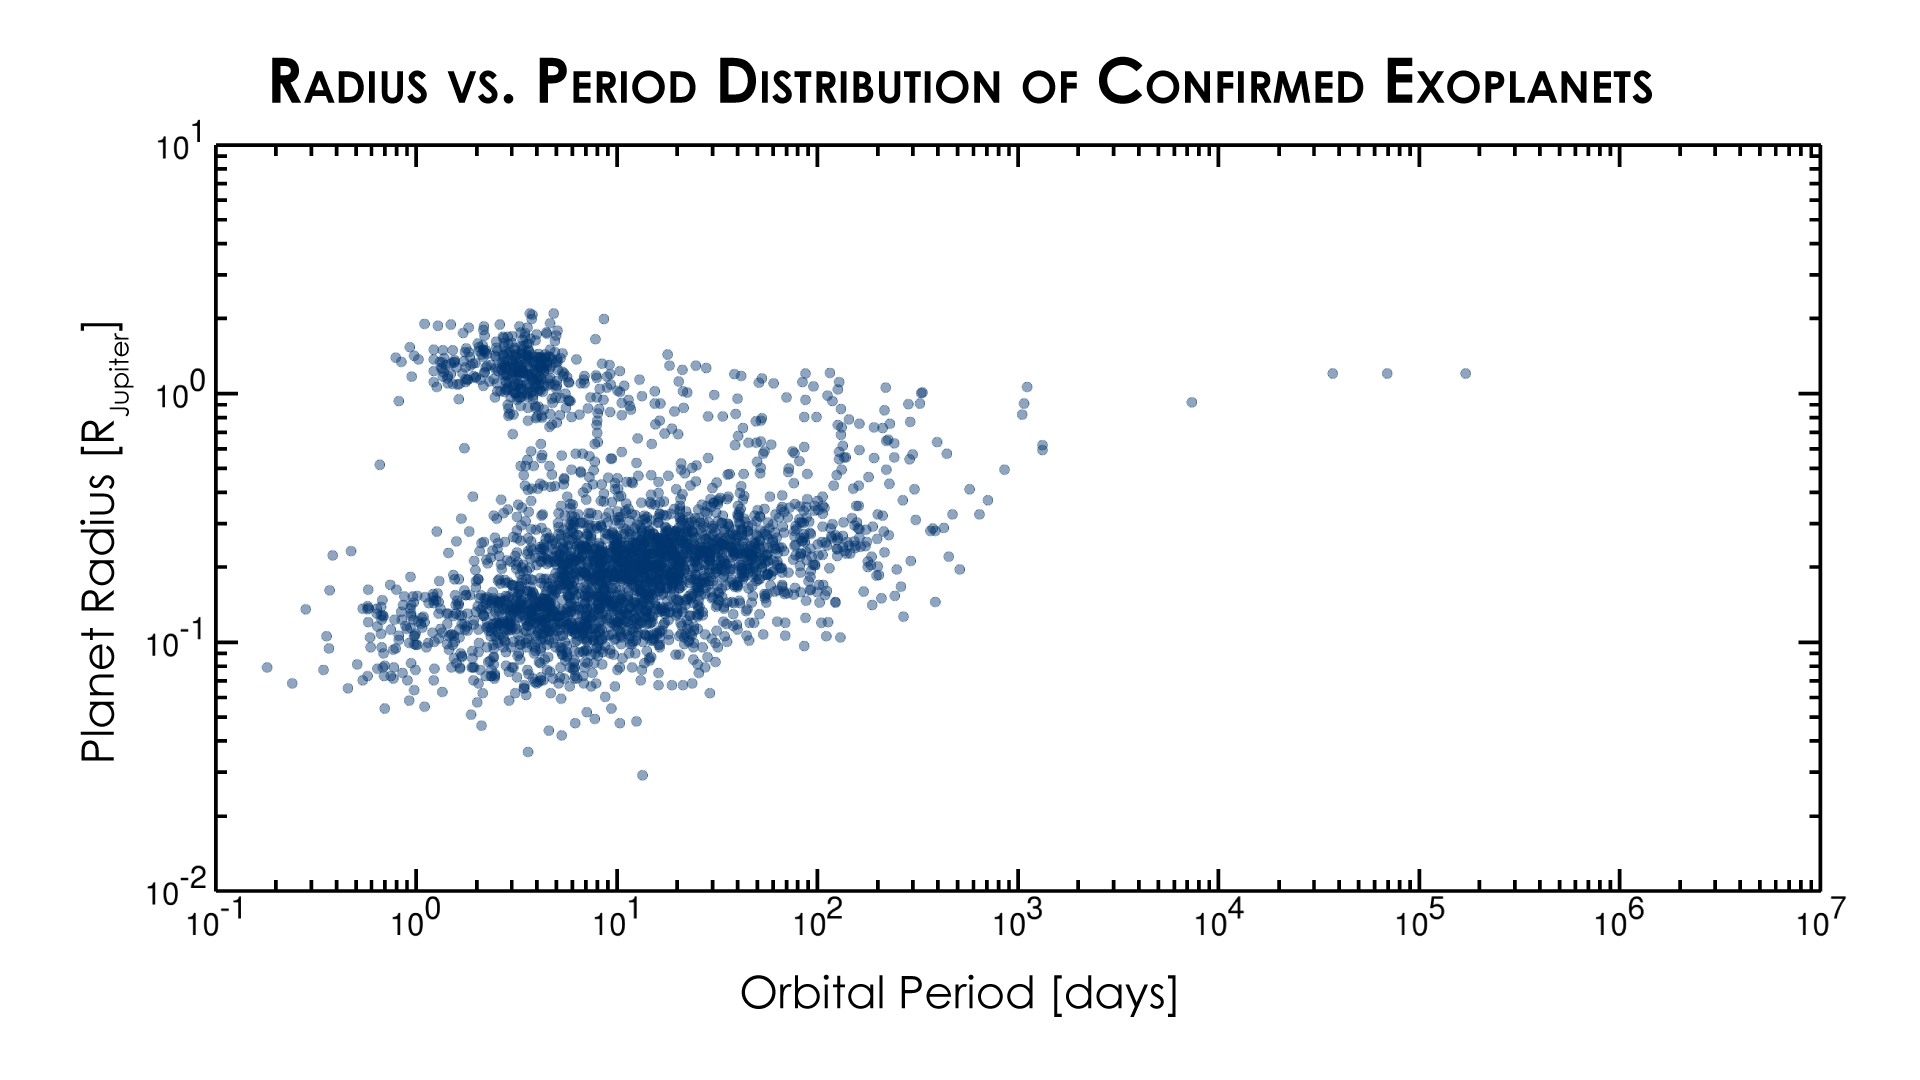 Radius vs. Period Distribution of Confirmed Exoplanets
10^1
10^0
10^-1
10^-2
Planet Radius [R_Jupiter]
10^-1 10^0 10^1 10^2 10^3 10^4 10^5 10^6 10^7
Orbital Period [days]